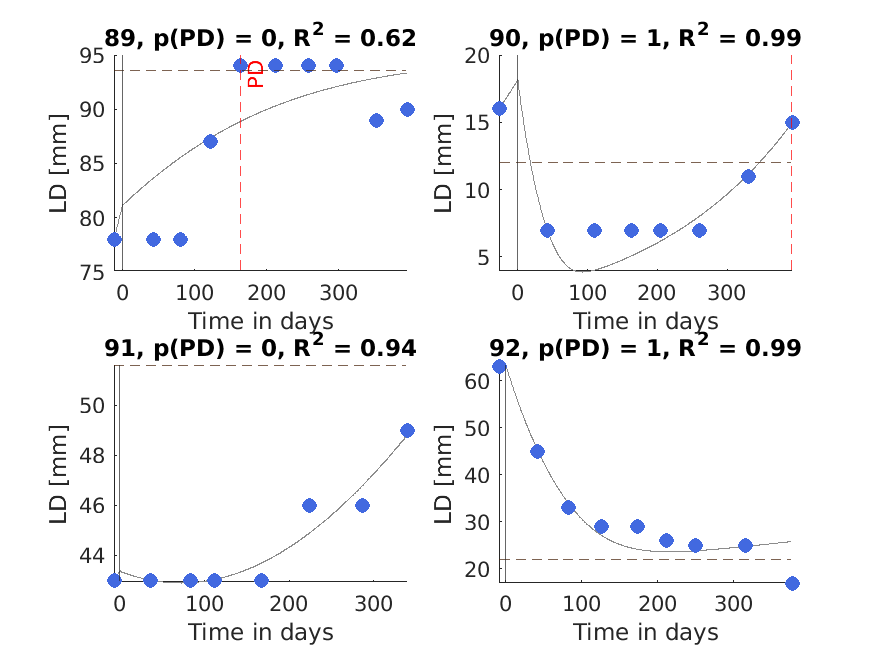 89, p(PD) = 0, R² = 0.62
95
90
85
80
75
LD [mm]
PD
0
100
200
300
Time in days
90, p(PD) = 1, R² = 0.99
20
15
10
5
LD [mm]
0
100
200
300
Time in days
91, p(PD) = 0, R² = 0.94
50
48
46
44
LD [mm]
0
100
200
300
Time in days
92, p(PD) = 1, R² = 0.99
60
50
40
30
20
LD [mm]
0
100
200
300
Time in days